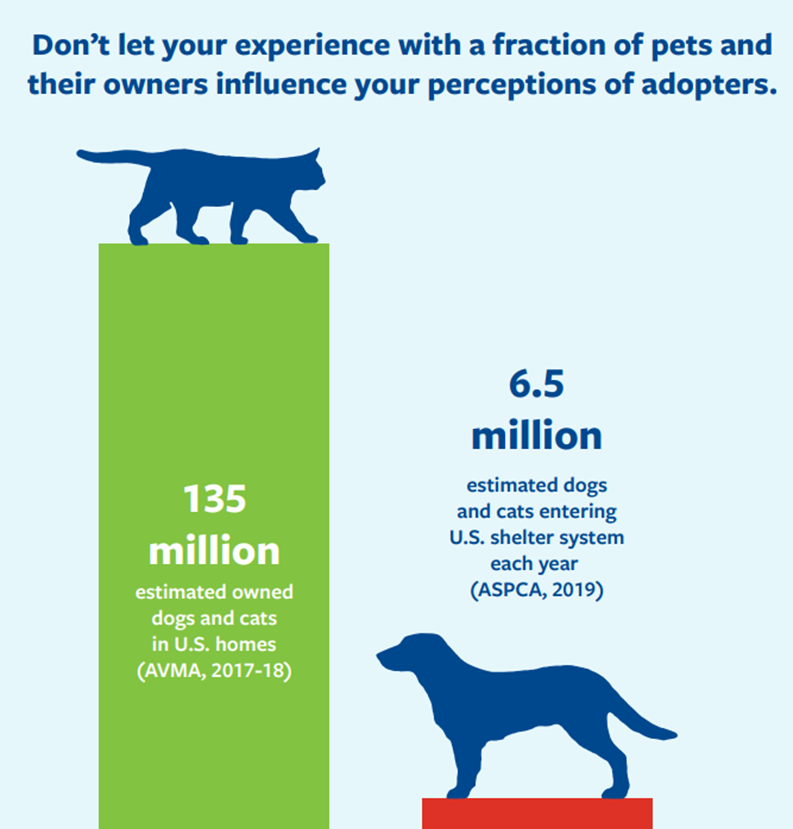 Don’t let your experience with a fraction of pets and
their owners influence your perceptions of adopters.
135
million
estimated owned
dogs and cats
in U.S. homes
(AVMA, 2017-18)
6.5
million
estimated dogs
and cats entering
U.S. shelter system
each year
(ASPCA, 2019)